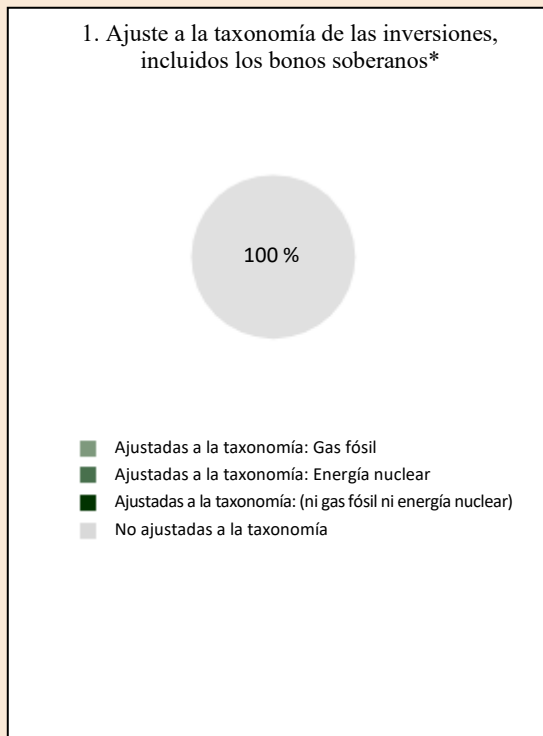 1. Ajuste a la taxonomía de las inversiones,
incluidos los bonos soberanos*
100 %
Ajustadas a la taxonomía: Gas fósil
Ajustadas a la taxonomía: Energía nuclear
Ajustadas a la taxonomía: (ni gas fósil ni energía nuclear)
No ajustadas a la taxonomía